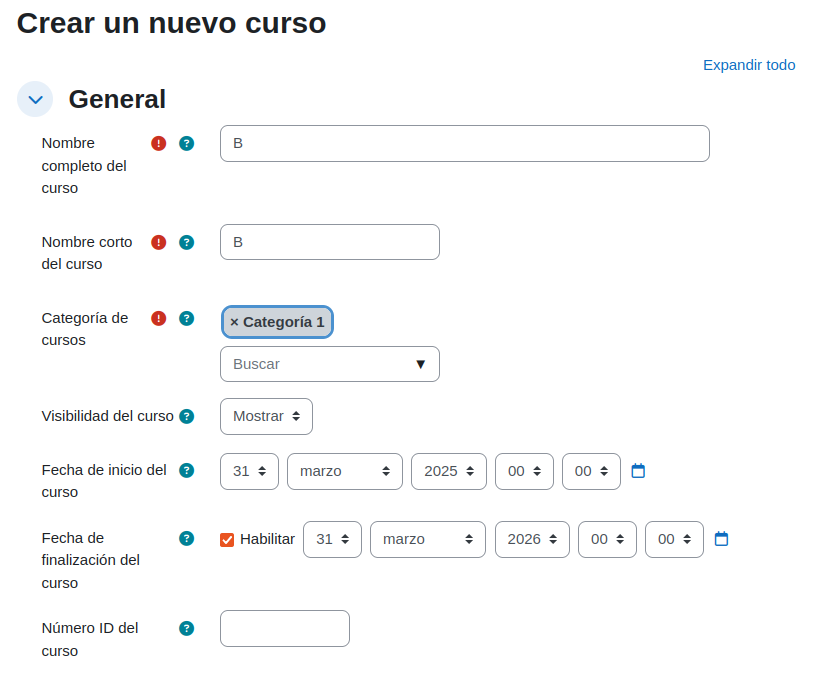 Crear un nuevo curso
Expandir todo
General
Nombre completo del curso
B
Nombre corto del curso
B
Categoría de cursos
× Categoría 1
Buscar ▼
Visibilidad del curso
Mostrar
Fecha de inicio del curso
31 marzo 2025 00 00
Fecha de finalización del curso
Habilitar 31 marzo 2026 00 00
Número ID del curso